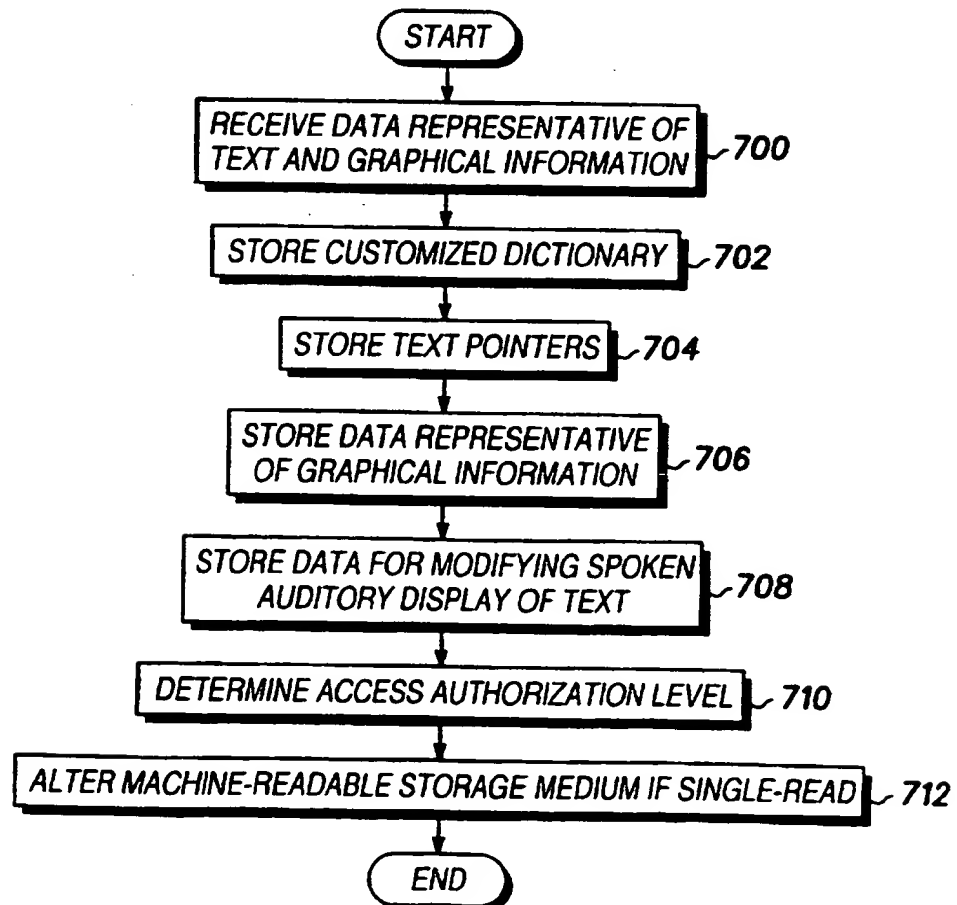 START
RECEIVE DATA REPRESENTATIVE OF
TEXT AND GRAPHICAL INFORMATION
700
STORE CUSTOMIZED DICTIONARY
702
STORE TEXT POINTERS
704
STORE DATA REPRESENTATIVE
OF GRAPHICAL INFORMATION
706
STORE DATA FOR MODIFYING SPOKEN
AUDITORY DISPLAY OF TEXT
708
DETERMINE ACCESS AUTHORIZATION LEVEL
710
ALTER MACHINE-READABLE STORAGE MEDIUM IF SINGLE-READ
712
END